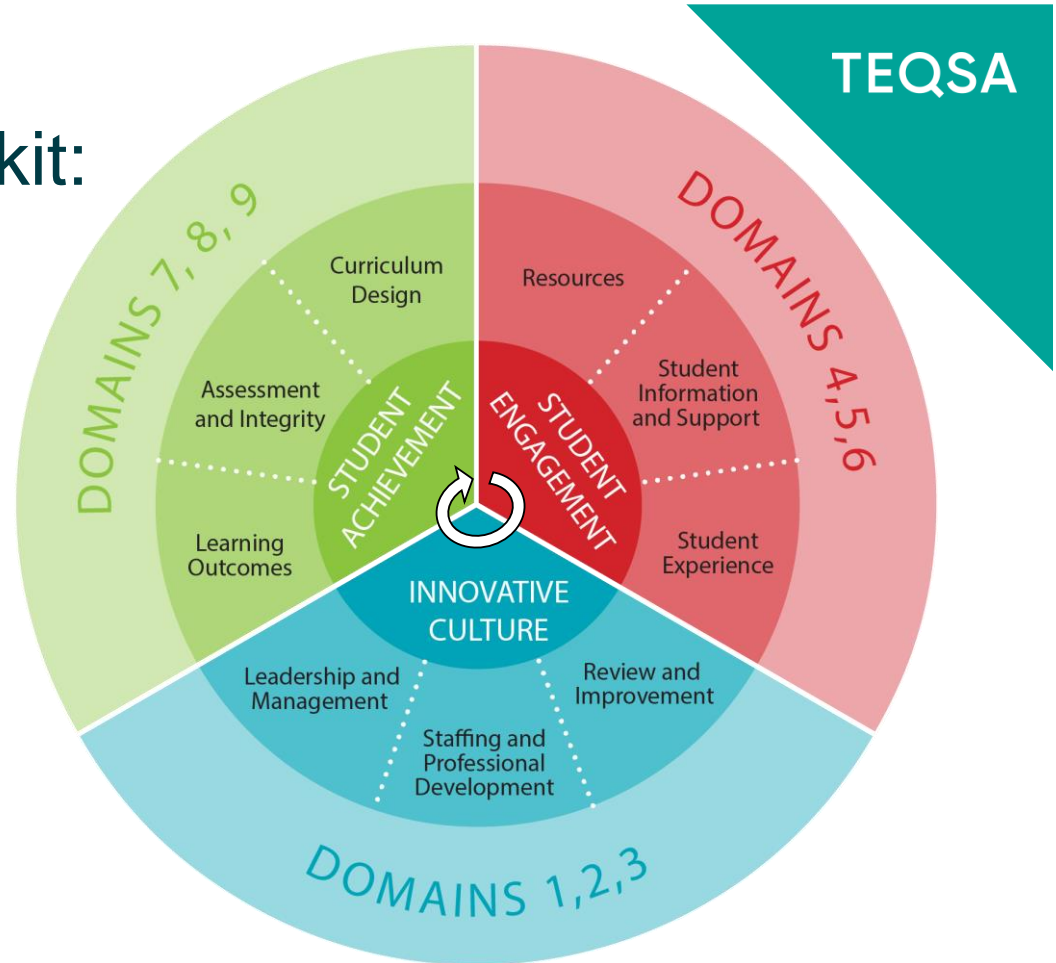 TEQSA
kit:
DOMAINS 7, 8, 9
DOMAINS 4,5,6
Curriculum
Design
Resources
Assessment
and Integrity
Student
Information
and Support
STUDENT
ACHIEVEMENT
STUDENT
ENGAGEMENT
Learning
Outcomes
Student
Experience
INNOVATIVE
CULTURE
Leadership and
Management
Review and
Improvement
Staffing and
Professional
Development
DOMAINS 1,2,3